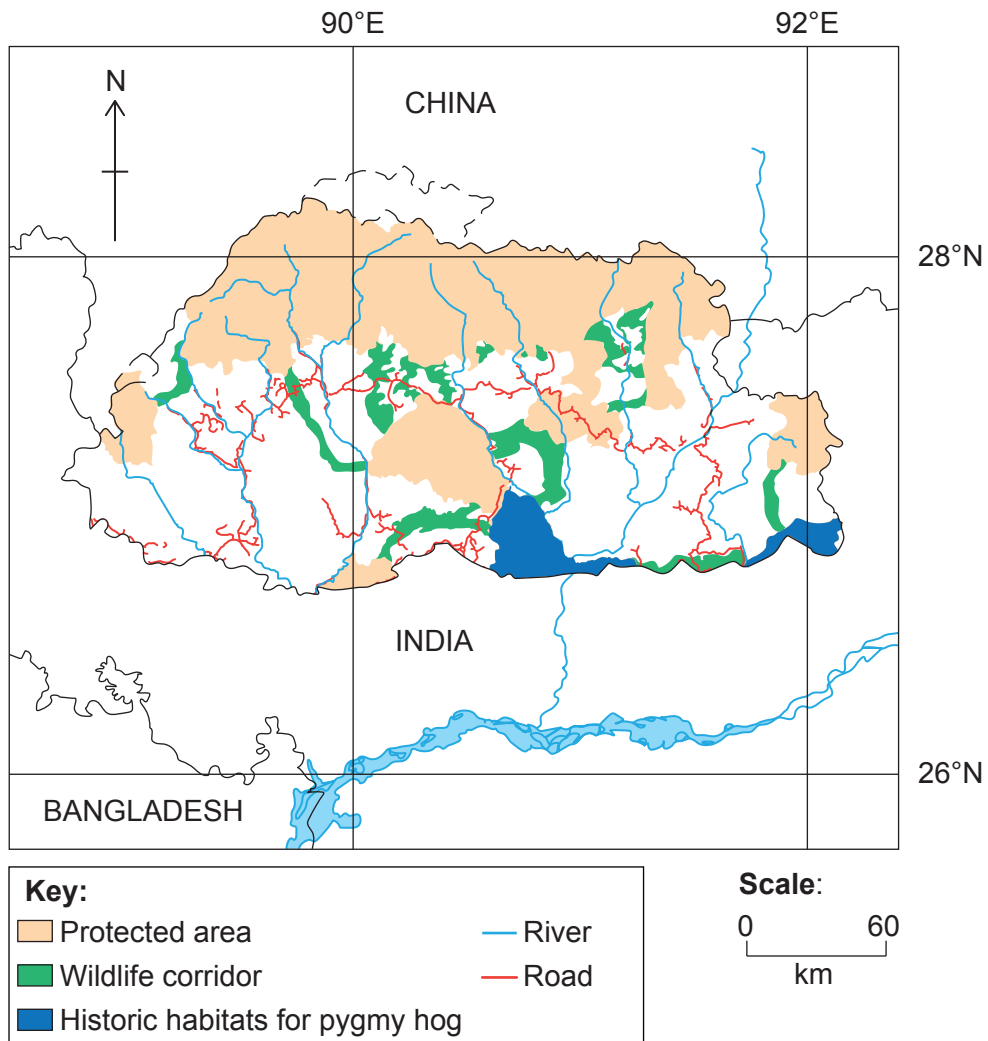 90°E 92°E
N
CHINA
28°N
INDIA
26°N
BANGLADESH
Key:
Protected area
River
Wildlife corridor
Road
Historic habitats for pygmy hog
Scale:
0 60
km